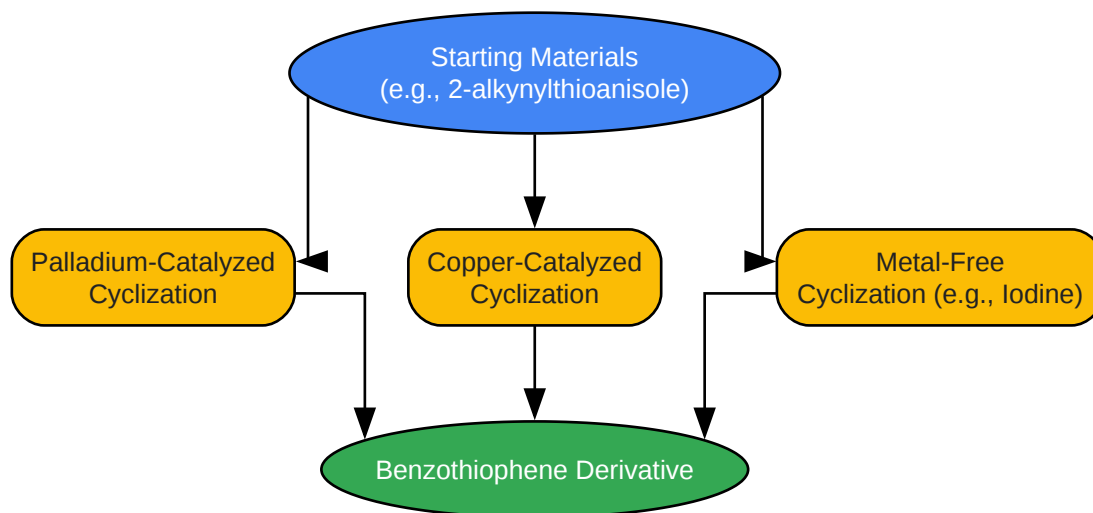 Starting Materials
(e.g., 2-alkynylthioanisole)
Palladium-Catalyzed
Cyclization
Copper-Catalyzed
Cyclization
Metal-Free
Cyclization (e.g., Iodine)
Benzothiophene Derivative